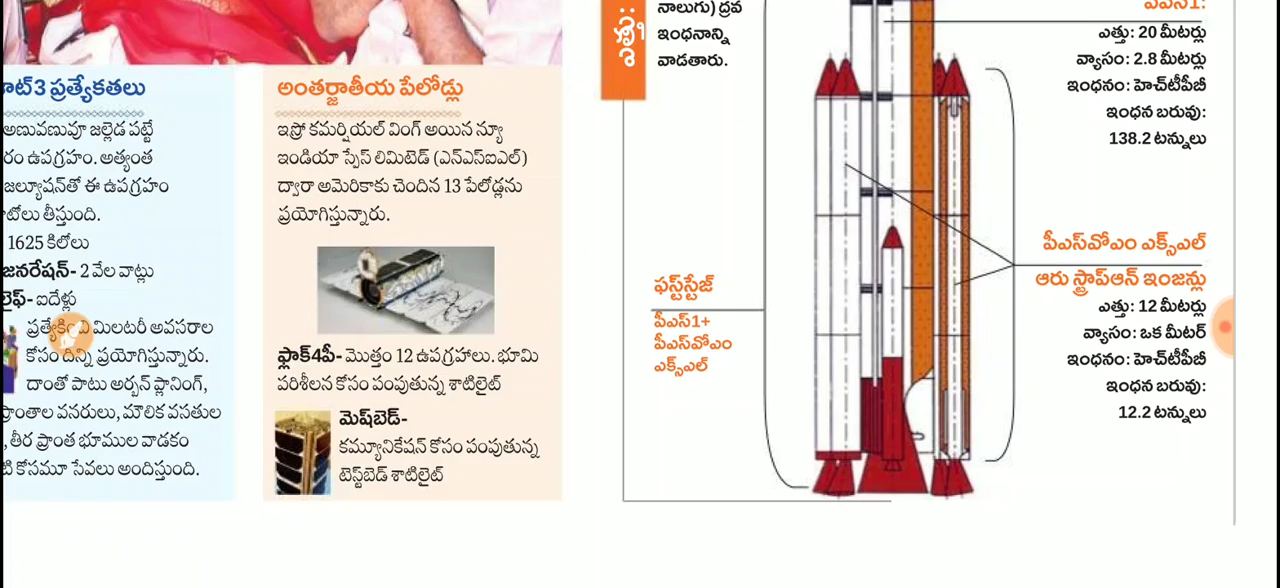 నాలుగు) ద్రవ
ఇంధనాన్ని
వాడతారు.
పీఎస్1:
ఎత్తు: 20 మీటర్లు
వ్యాసం: 2.8 మీటర్లు
ఇంధనం: హెచ్‌టీపీబీ
ఇంధన బరువు:
138.2 టన్నులు
పీఎస్‌వోఎం ఎక్స్ఎల్
ఆరు స్ట్రాప్ఆన్ ఇంజన్లు
ఎత్తు: 12 మీటర్లు
వ్యాసం: ఒక మీటర్
ఇంధనం: హెచ్‌టీపీబీ
ఇంధన బరువు:
12.2 టన్నులు
ఫస్ట్‌స్టేజ్
పీఎస్1+
పీఎస్‌వోఎం
ఎక్స్ఎల్
శాట్3 ప్రత్యేకతలు
అణువణువూ జల్లెడ పట్టే
ఉపగ్రహం. అత్యంత
జల్యూషన్‌తో ఈ ఉపగ్రహం
టోలు తీస్తుంది.
1625 కిలోలు
జనరేషన్- 2 వేల వాట్లు
లైఫ్- ఐదేళ్లు
మిలటరీ అవసరాల
కోసం దీన్ని ప్రయోగిస్తున్నారు.
దాంతో పాటు అర్బన్ ప్లానింగ్,
ప్రాంతాల వనరులు, మౌలిక వసతుల
, తీర ప్రాంత భూముల వాడకం
టి కోసమూ సేవలు అందిస్తుంది.
అంతర్జాతీయ పేలోడ్లు
ఇస్రో కమర్షియల్ వింగ్ అయిన న్యూ
ఇండియా స్పేస్ లిమిటెడ్ (ఎన్ఎస్ఐఎల్)
ద్వారా అమెరికాకు చెందిన 13 పేలోడ్లను
ప్రయోగిస్తున్నారు.
ఫ్లాక్4పీ- మొత్తం 12 ఉపగ్రహాలు. భూమి
పరిశీలన కోసం పంపుతున్న శాటిలైట్
మెష్‌బెడ్-
కమ్యూనికేషన్ కోసం పంపుతున్న
టెస్ట్‌బెడ్ శాటిలైట్